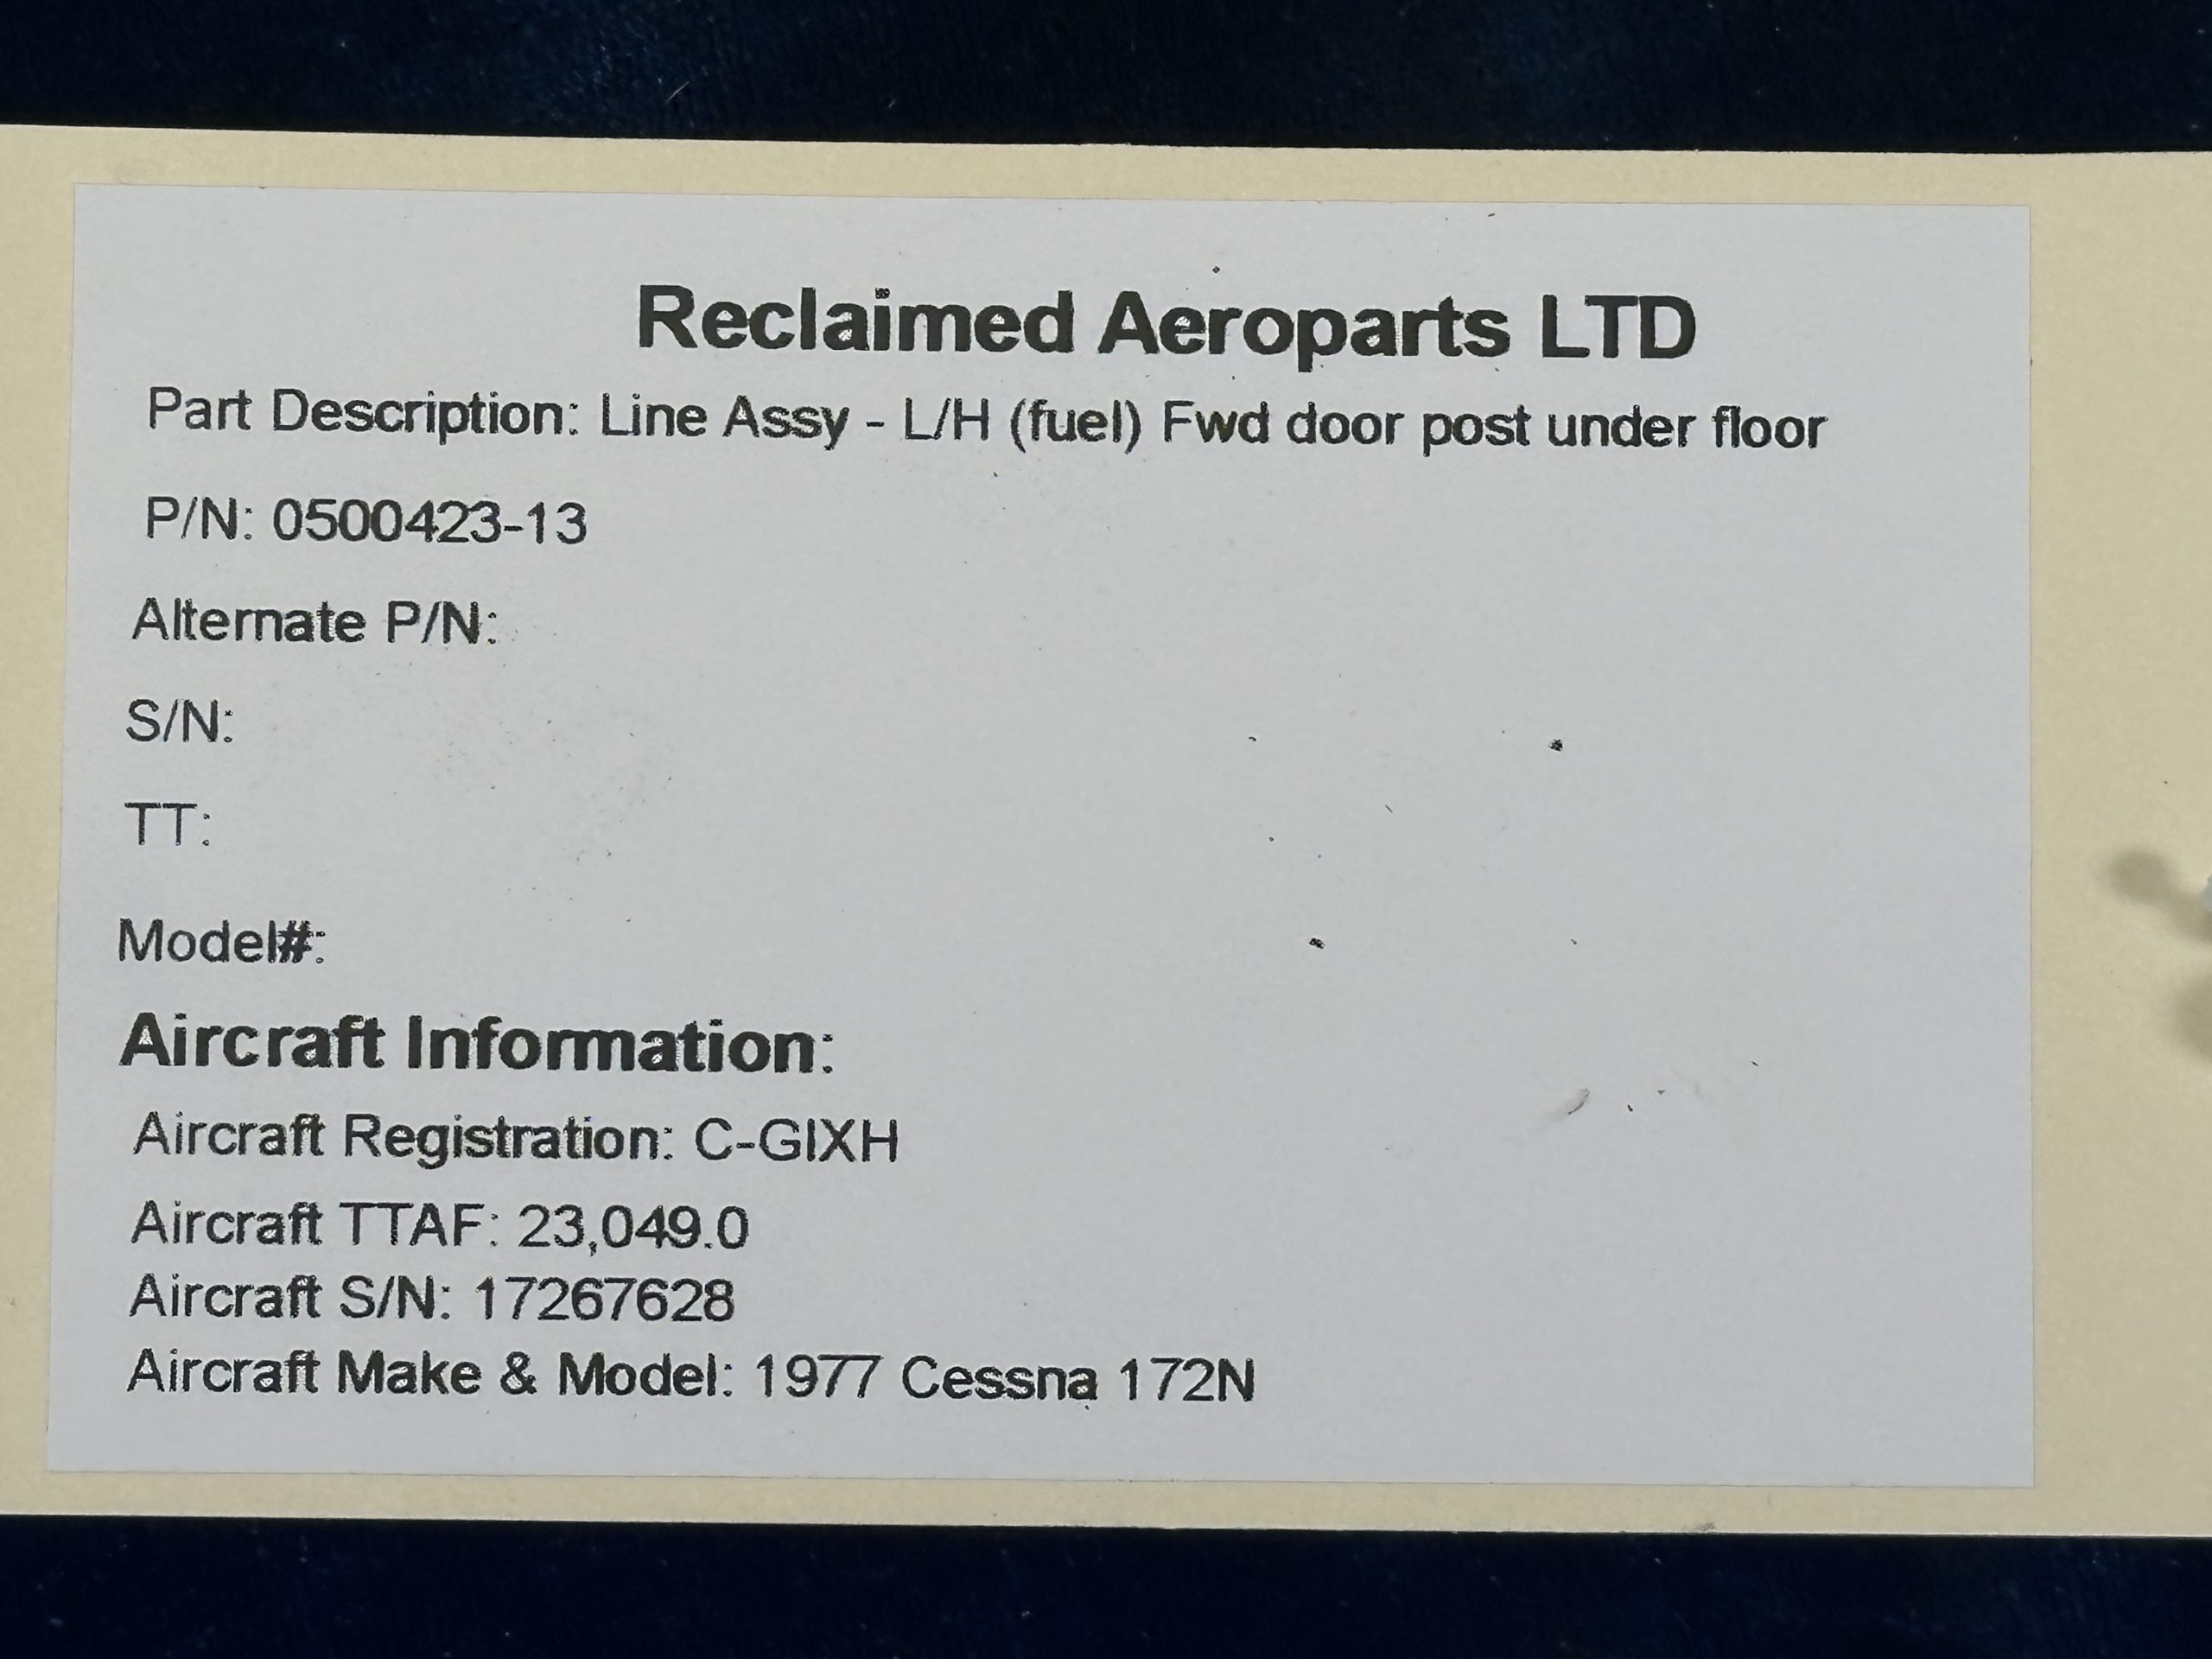 Reclaimed Aeroparts LTD
Part Description: Line Assy - L/H (fuel) Fwd door post under floor
P/N: 0500423-13
Alternate P/N:
S/N:
TT:
Model#:
Aircraft Information:
Aircraft Registration: C-GIXH
Aircraft TTAF: 23,049.0
Aircraft S/N: 17267628
Aircraft Make & Model: 1977 Cessna 172N